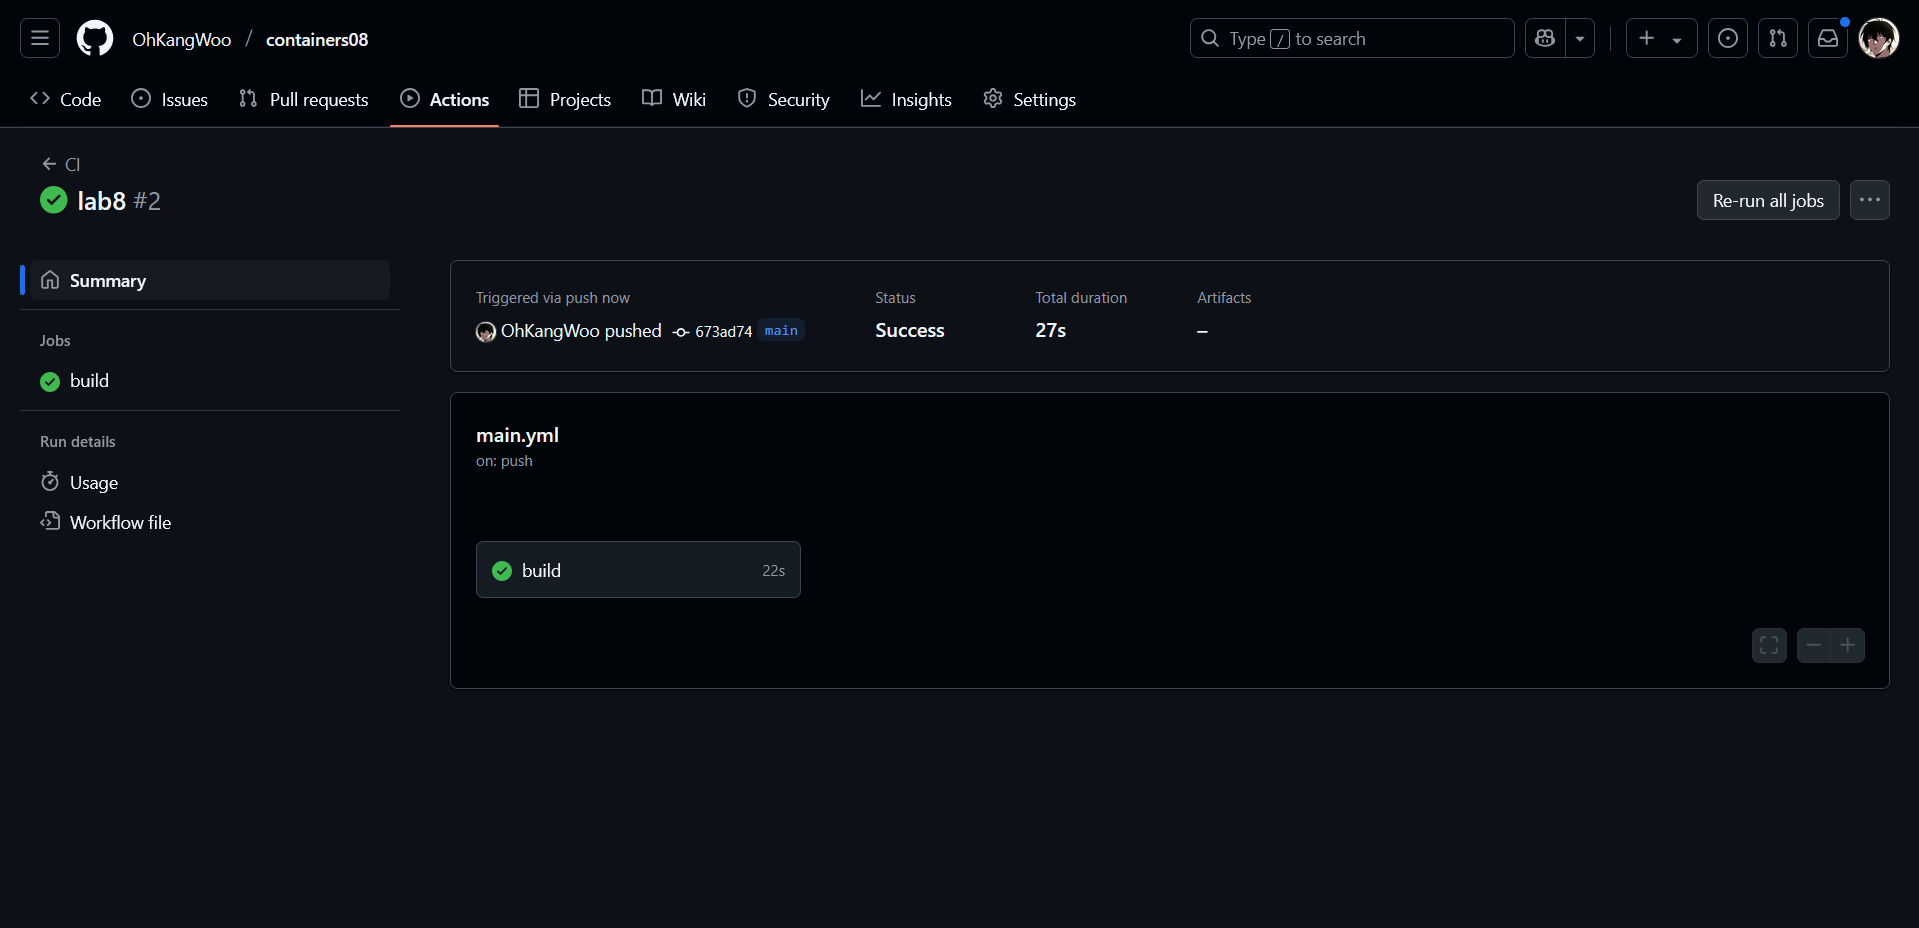 OhKangWoo / containers08
Type / to search
Code Issues Pull requests Actions Projects Wiki Security Insights Settings
CI
lab8 #2
Re-run all jobs
Summary
Jobs
build
Run details
Usage
Workflow file
Triggered via push now
OhKangWoo pushed 673ad74 main
Status
Success
Total duration
27s
Artifacts
–
main.yml
on: push
build 22s